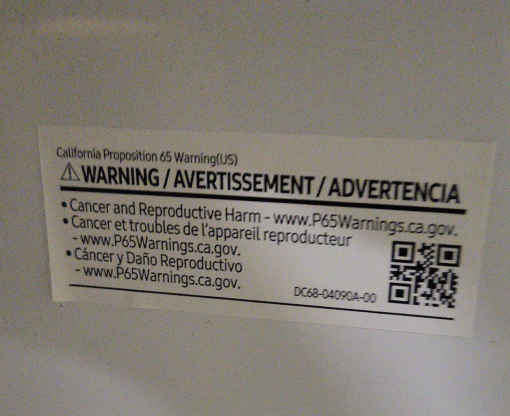 California Proposition 65 Warning(US)
⚠WARNING / AVERTISSEMENT / ADVERTENCIA
• Cancer and Reproductive Harm - www.P65Warnings.ca.gov.
• Cancer et troubles de l'appareil reproducteur
- www.P65Warnings.ca.gov.
• Cáncer y Daño Reproductivo
- www.P65Warnings.ca.gov.
DC68-04090A-00